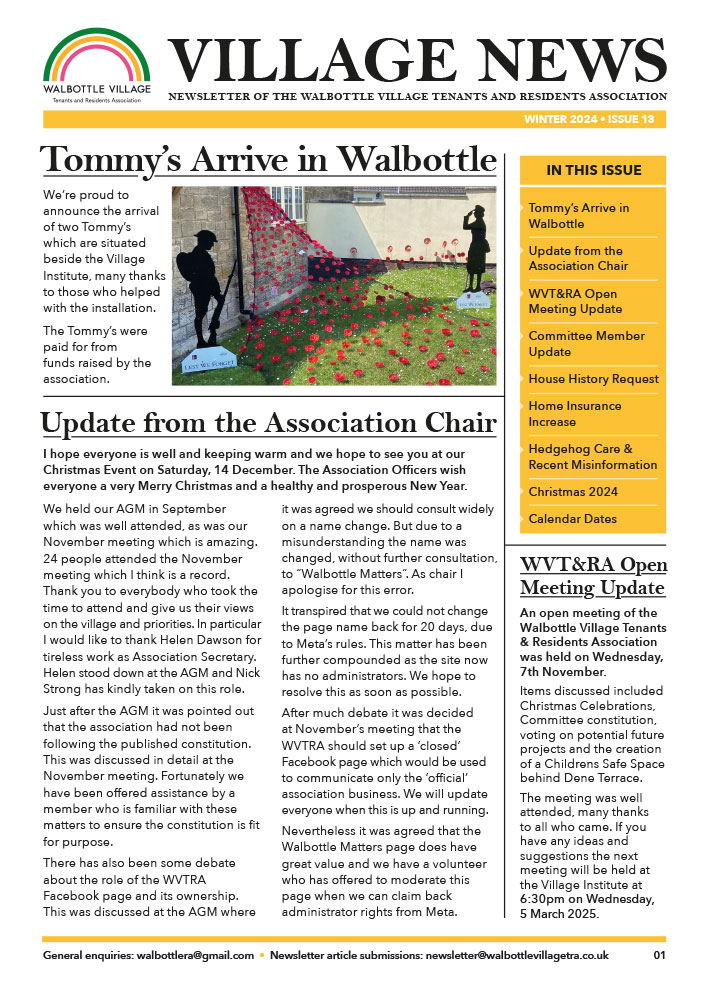 WALBOTTLE VILLAGE
Tenants and Residents Association
VILLAGE NEWS
NEWSLETTER OF THE WALBOTTLE VILLAGE TENANTS AND RESIDENTS ASSOCIATION
WINTER 2024 • ISSUE 13
Tommy's Arrive in Walbottle
We're proud to
announce the arrival
of two Tommy's
which are situated
beside the Village
Institute, many thanks
to those who helped
with the installation.
The Tommy's were
paid for from
funds raised by the
association.
LEST WE FORGET
LEST WE FORGET
Update from the Association Chair
I hope everyone is well and keeping warm and we hope to see you at our
Christmas Event on Saturday, 14 December. The Association Officers wish
everyone a very Merry Christmas and a healthy and prosperous New Year.
We held our AGM in September
which was well attended, as was our
November meeting which is amazing.
24 people attended the November
meeting which I think is a record.
Thank you to everybody who took the
time to attend and give us their views
on the village and priorities. In particular
I would like to thank Helen Dawson for
tireless work as Association Secretary.
Helen stood down at the AGM and Nick
Strong has kindly taken on this role.
Just after the AGM it was pointed out
that the association had not been
following the published constitution.
This was discussed in detail at the
November meeting. Fortunately we
have been offered assistance by a
member who is familiar with these
matters to ensure the constitution is fit
for purpose.
There has also been some debate
about the role of the WVTRA
Facebook page and its ownership.
This was discussed at the AGM where
it was agreed we should consult widely
on a name change. But due to a
misunderstanding the name was
changed, without further consultation,
to "Walbottle Matters". As chair I
apologise for this error.
It transpired that we could not change
the page name back for 20 days, due
to Meta's rules. This matter has been
further compounded as the site now
has no administrators. We hope to
resolve this as soon as possible.
After much debate it was decided
at November's meeting that the
WVTRA should set up a 'closed'
Facebook page which would be used
to communicate only the 'official'
association business. We will update
everyone when this is up and running.
Nevertheless it was agreed that the
Walbottle Matters page does have
great value and we have a volunteer
who has offered to moderate this
page when we can claim back
administrator rights from Meta.
IN THIS ISSUE
Tommy's Arrive in
Walbottle
Update from the
Association Chair
WVT&RA Open
Meeting Update
Committee Member
Update
House History Request
Home Insurance
Increase
Hedgehog Care &
Recent Misinformation
Christmas 2024
Calendar Dates
WVT&RA Open
Meeting Update
An open meeting of the
Walbottle Village Tenants
& Residents Association
was held on Wednesday,
7th November.
Items discussed included
Christmas Celebrations,
Committee constitution,
voting on potential future
projects and the creation
of a Childrens Safe Space
behind Dene Terrace.
The meeting was well
attended, many thanks
to all who came. If you
have any ideas and
suggestions the next
meeting will be held at
the Village Institute at
6:30pm on Wednesday,
5 March 2025.
General enquiries: walbottlera@gmail.com • Newsletter article submissions: newsletter@walbottlevillagetra.co.uk
01